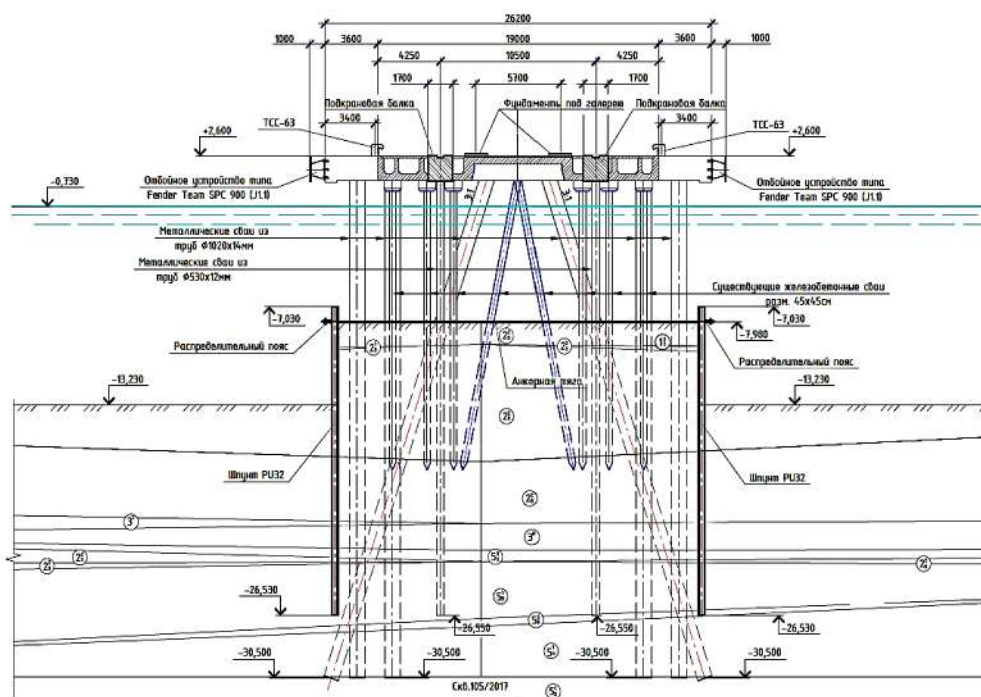 26200
1000
3600
19000
3600
1000
4250
10500
4250
1700
5700
1700
Подкрановая балка
Фундаменты под галерею
Подкрановая балка
3400
3400
ТСС-63
ТСС-63
+2,600
+2,600
Отбойное устройство типа
Fender Team SPC 900 (J1.1)
Отбойное устройство типа
Fender Team SPC 900 (J1.1)
-0,730
3:1
3:1
Металлические сваи из
труб Ф1020х14мм
Металлические сваи из
труб Ф530х12мм
Существующие железобетонные сваи
разм. 45х45см
-7,030
-7,030
-7,980
Распределительный пояс
Распределительный пояс
Анкерная тяга
-13,230
-13,230
Шпунт PU32
Шпунт PU32
-26,530
-26,550
-26,550
-26,530
-30,500
-30,500
-30,500
-30,500
Скв.105/2017